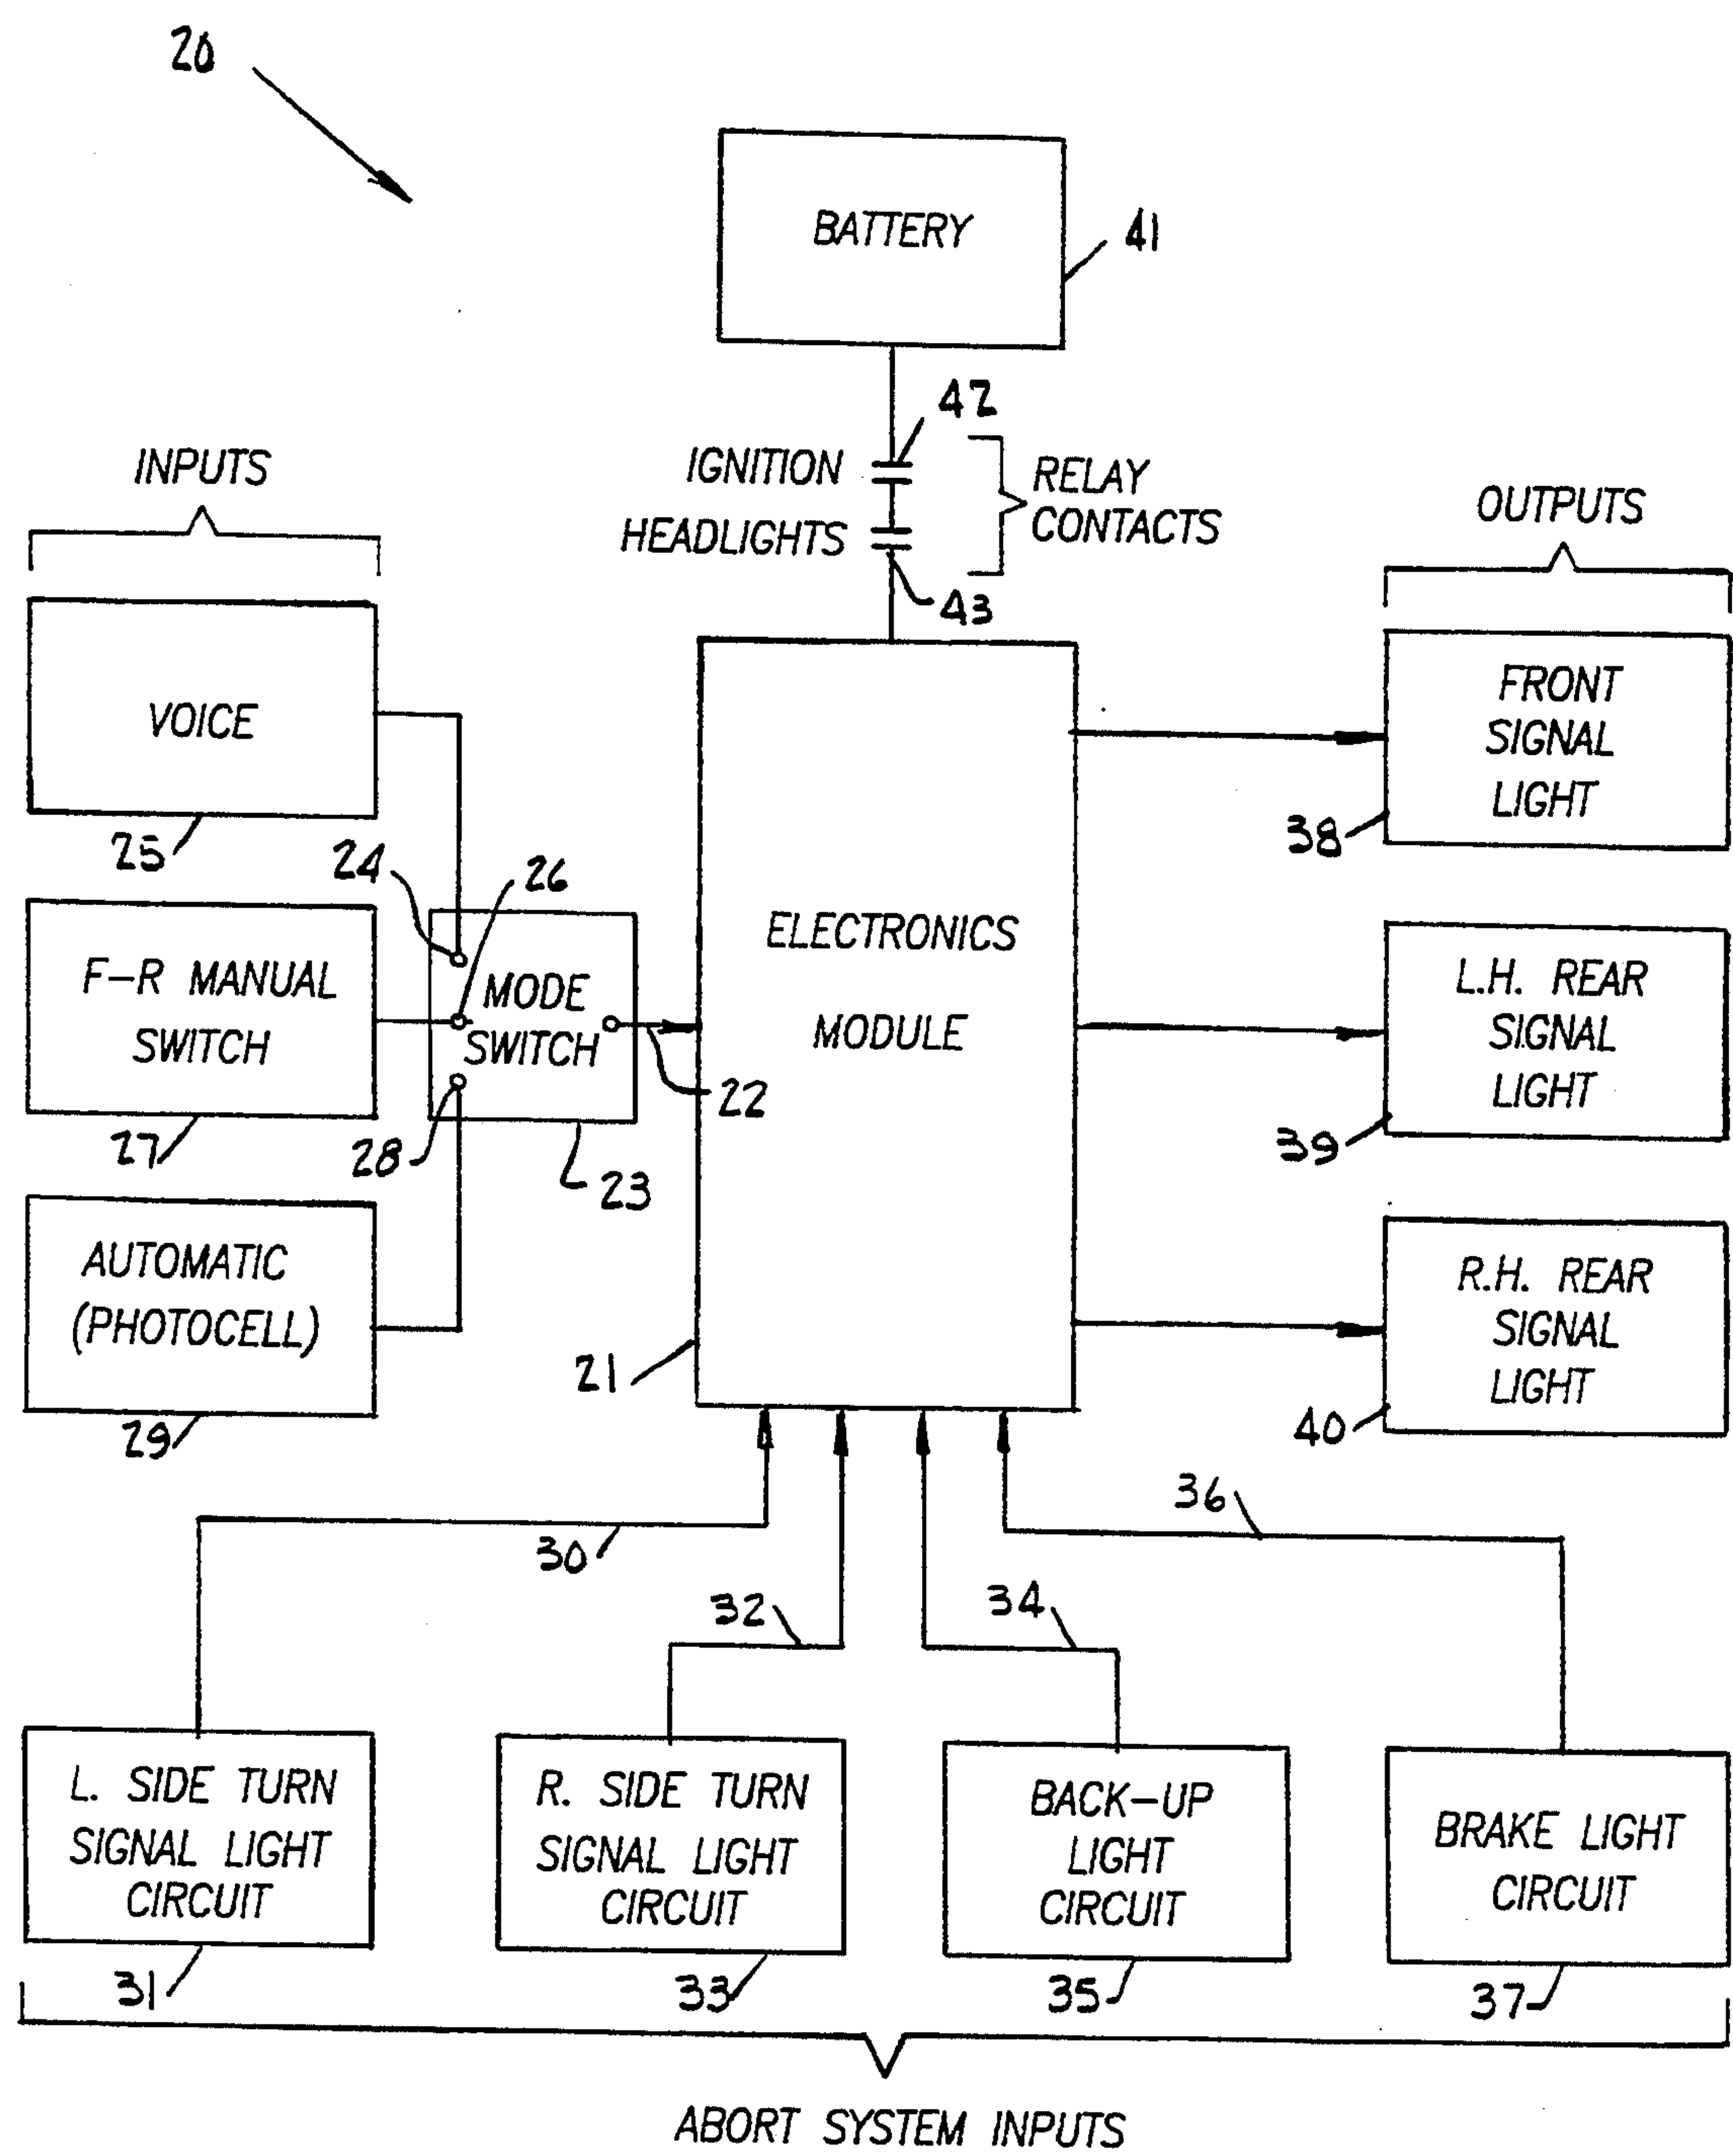 20
BATTERY
41
42
IGNITION
HEADLIGHTS
RELAY
CONTACTS
43
INPUTS
OUTPUTS
VOICE
25
24
26
F-R MANUAL
SWITCH
27
MODE
SWITCH
28
23
22
AUTOMATIC
(PHOTOCELL)
29
ELECTRONICS
MODULE
21
FRONT
SIGNAL
LIGHT
38
L.H. REAR
SIGNAL
LIGHT
39
R.H. REAR
SIGNAL
LIGHT
40
30
32
34
36
L. SIDE TURN
SIGNAL LIGHT
CIRCUIT
31
R. SIDE TURN
SIGNAL LIGHT
CIRCUIT
33
BACK-UP
LIGHT
CIRCUIT
35
BRAKE LIGHT
CIRCUIT
37
ABORT SYSTEM INPUTS